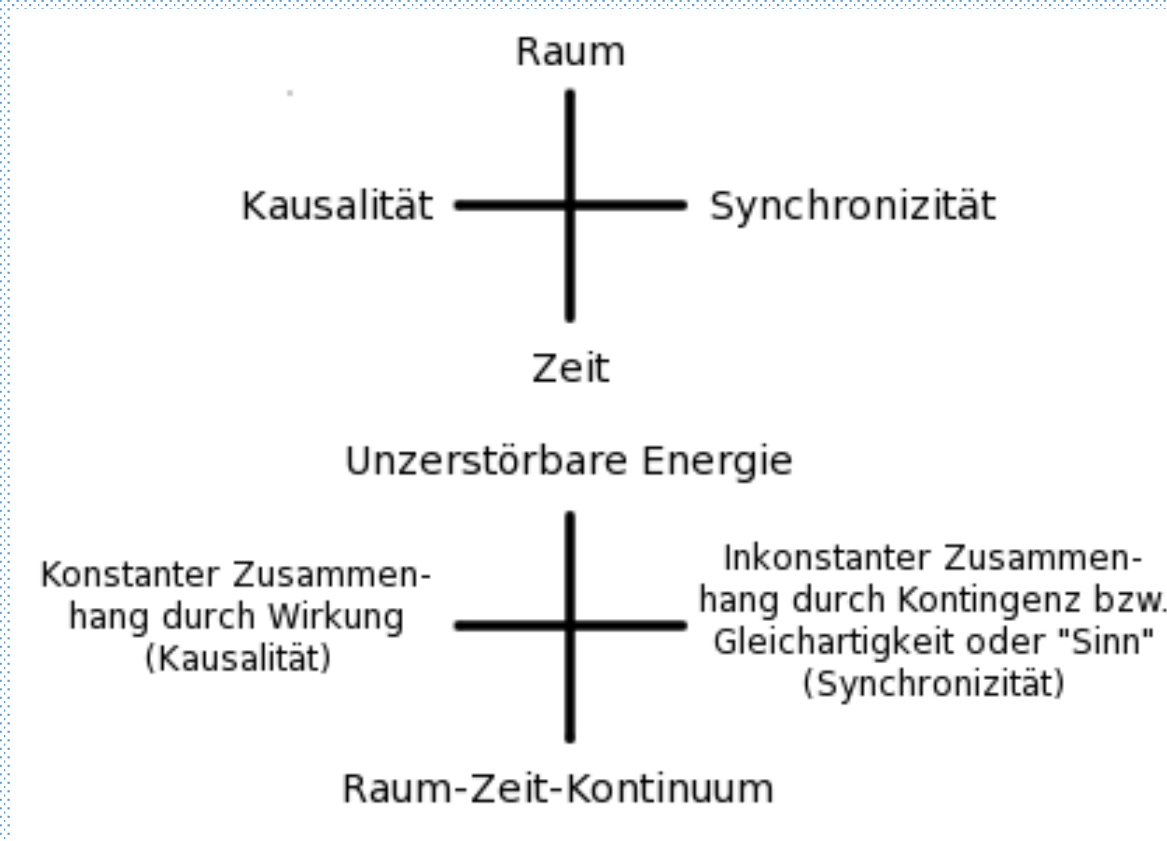 Raum
Kausalität Synchronizität
Zeit
Unzerstörbare Energie
Konstanter Zusammen-
hang durch Wirkung
(Kausalität)
Inkonstanter Zusammen-
hang durch Kontingenz bzw.
Gleichartigkeit oder "Sinn"
(Synchronizität)
Raum-Zeit-Kontinuum